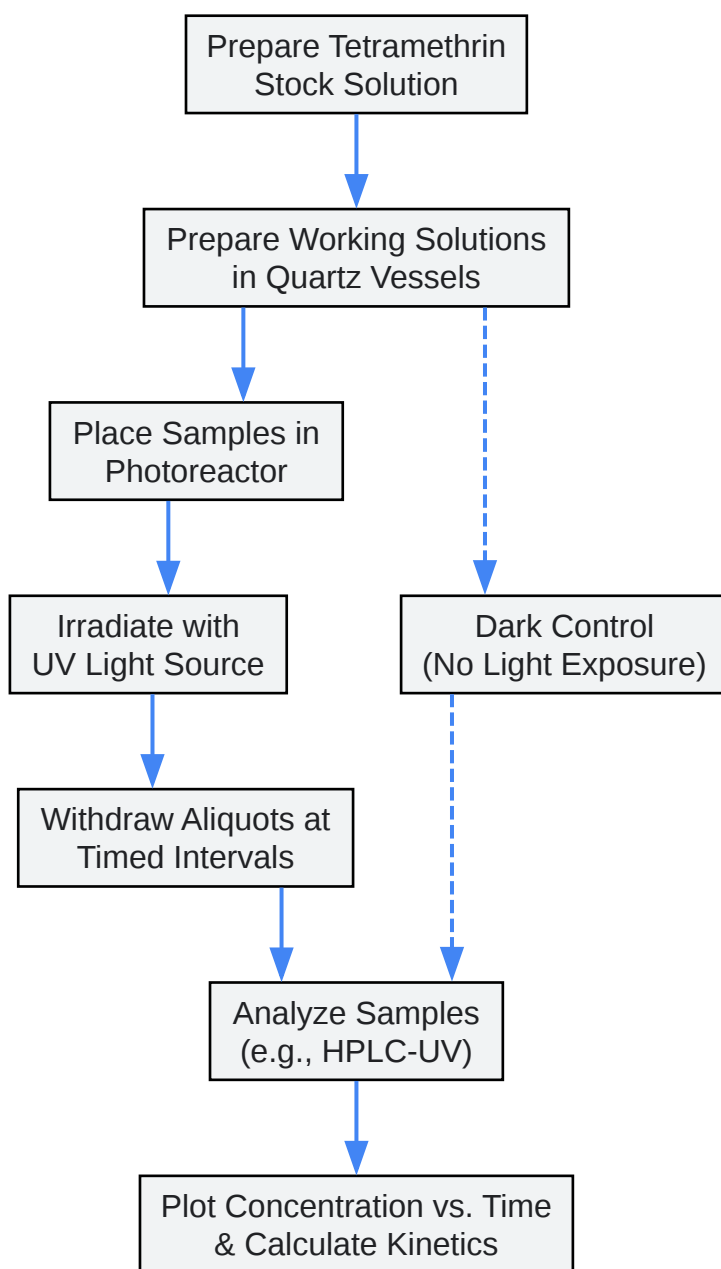 Prepare Tetramethrin
Stock Solution
Prepare Working Solutions
in Quartz Vessels
Place Samples in
Photoreactor
Irradiate with
UV Light Source
Dark Control
(No Light Exposure)
Withdraw Aliquots at
Timed Intervals
Analyze Samples
(e.g., HPLC-UV)
Plot Concentration vs. Time
& Calculate Kinetics